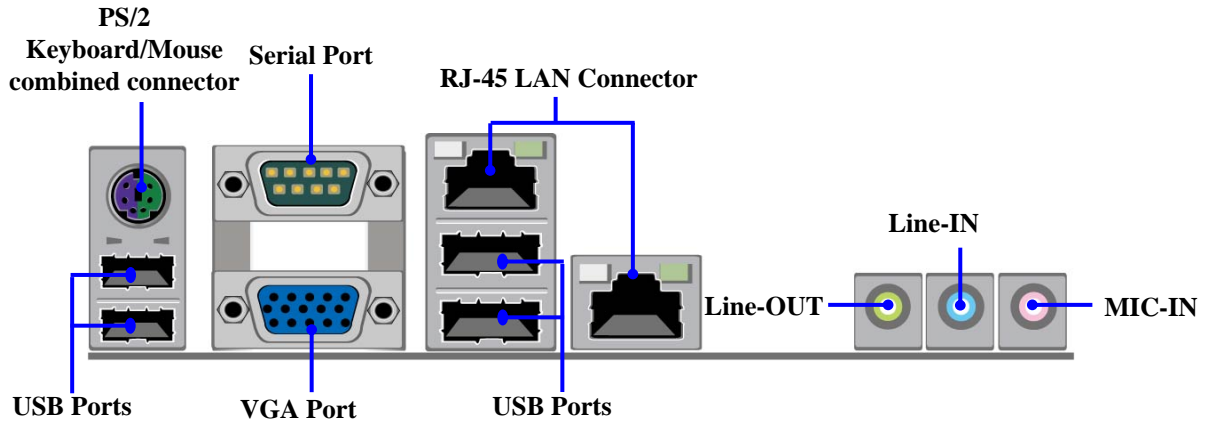 PS/2
Keyboard/Mouse
combined connector
Serial Port
RJ-45 LAN Connector
Line-IN
Line-OUT
MIC-IN
USB Ports
VGA Port
USB Ports